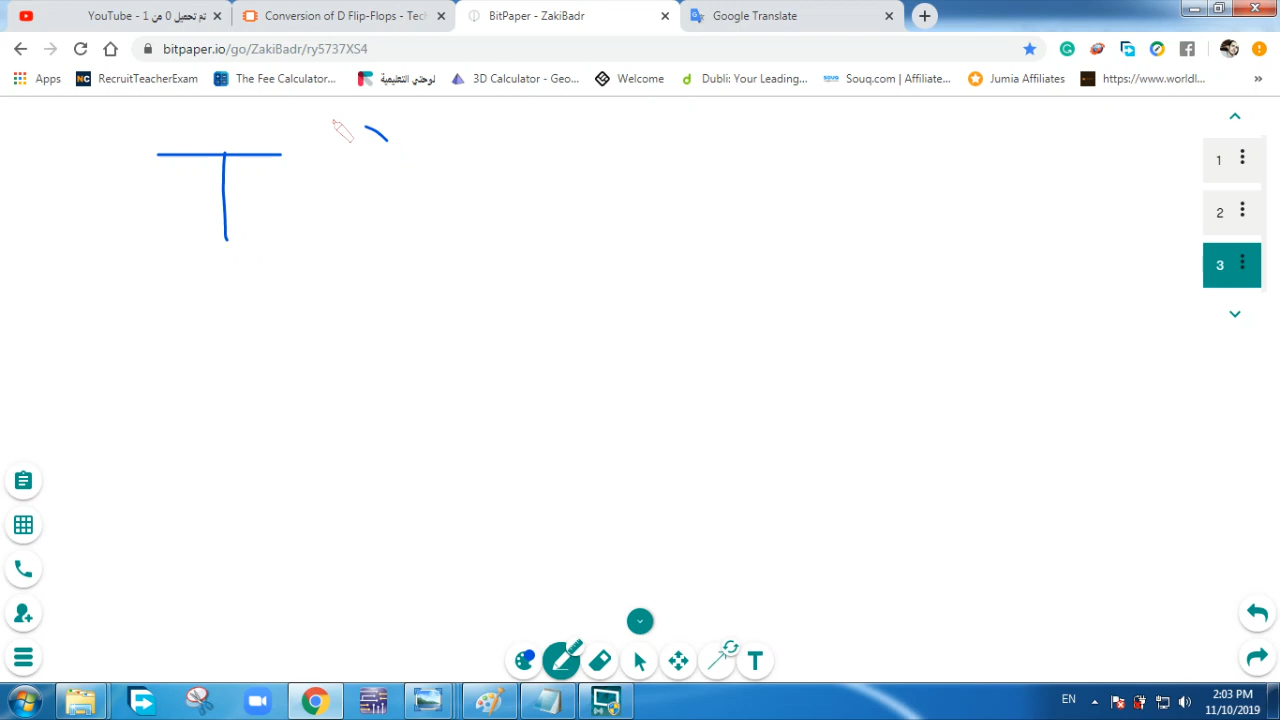 YouTube - تم تحميل 0 من 1
Conversion of D Flip-Flops - Tech
BitPaper - ZakiBadr
Google Translate
bitpaper.io/go/ZakiBadr/ry5737XS4
Apps
NC RecruitTeacherExam
The Fee Calculator...
لوحتي التعليمية
3D Calculator - Geo...
Welcome
Dubli: Your Leading...
Souq.com | Affiliate...
Jumia Affiliates
https://www.worldl...
»
T
1
2
3
T
EN
2:03 PM
11/10/2019